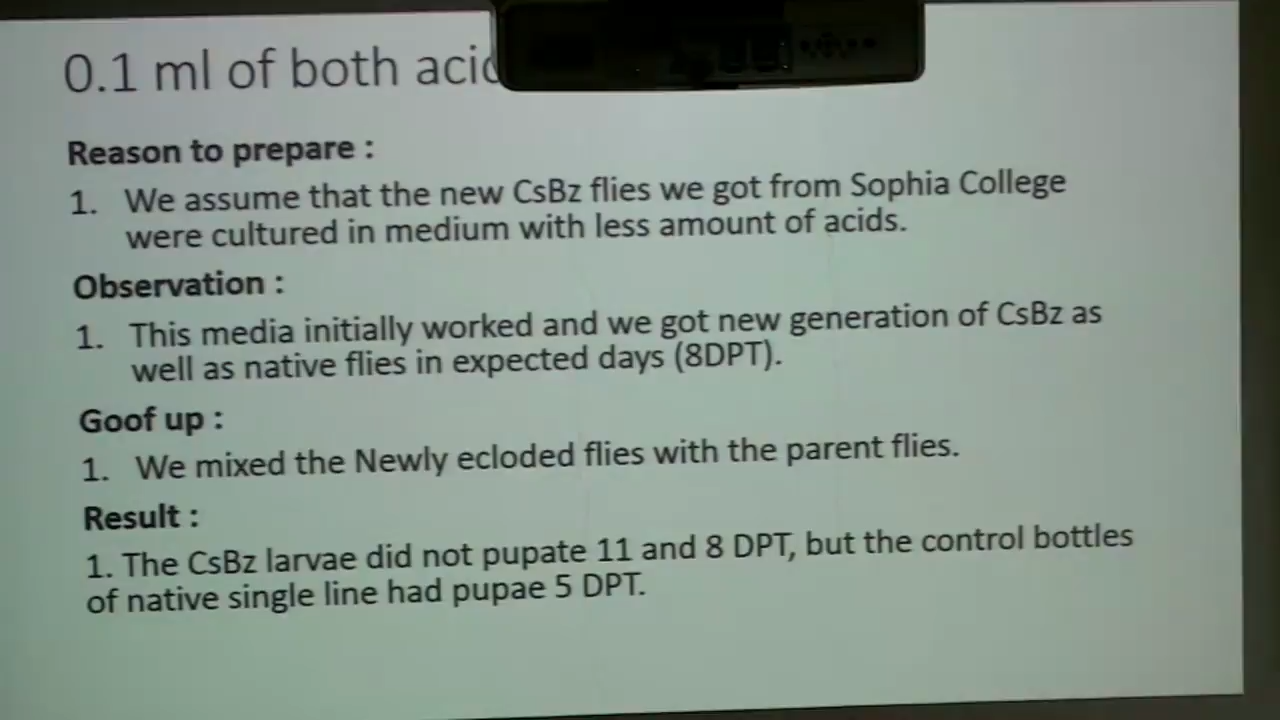 0.1 ml of both
Reason to prepare :
1. We assume that the new CsBz flies we got from Sophia College
were cultured in medium with less amount of acids.
Observation :
1. This media initially worked and we got new generation of CsBz as
well as native flies in expected days (8DPT).
Goof up :
1. We mixed the Newly ecloded flies with the parent flies.
Result :
1. The CsBz larvae did not pupate 11 and 8 DPT, but the control bottles
of native single line had pupae 5 DPT.